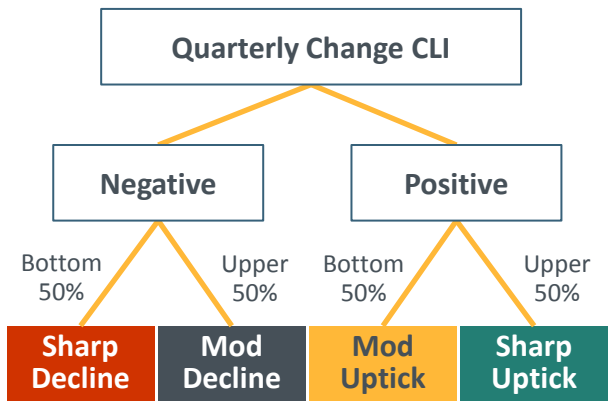 Quarterly Change CLI
Negative
Positive
Bottom
50%
Upper
50%
Bottom
50%
Upper
50%
Sharp
Decline
Mod
Decline
Mod
Uptick
Sharp
Uptick